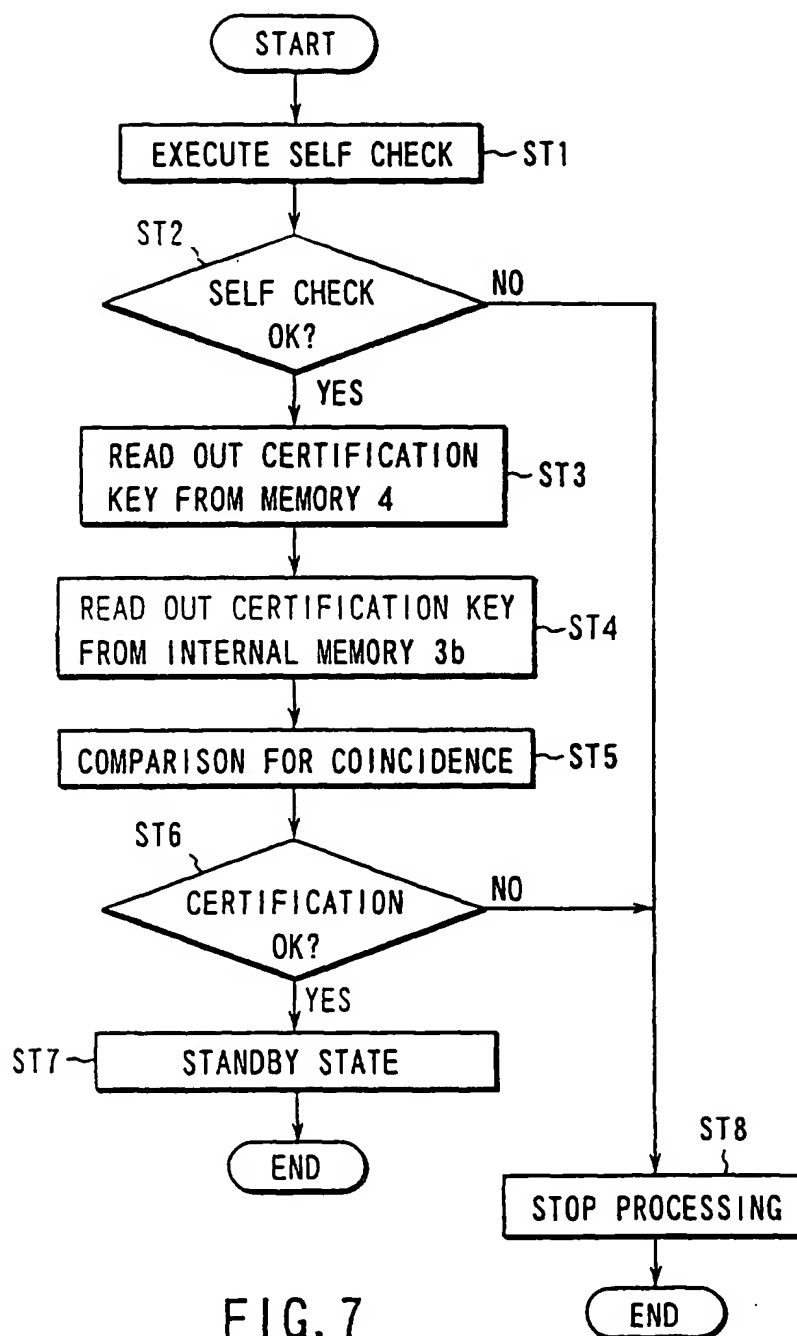 START
EXECUTE SELF CHECK
ST1
ST2
SELF CHECK
OK?
NO
YES
READ OUT CERTIFICATION
KEY FROM MEMORY 4
ST3
READ OUT CERTIFICATION KEY
FROM INTERNAL MEMORY 3b
ST4
COMPARISON FOR COINCIDENCE
ST5
ST6
CERTIFICATION
OK?
NO
YES
ST7
STANDBY STATE
END
ST8
STOP PROCESSING
END
FIG. 7